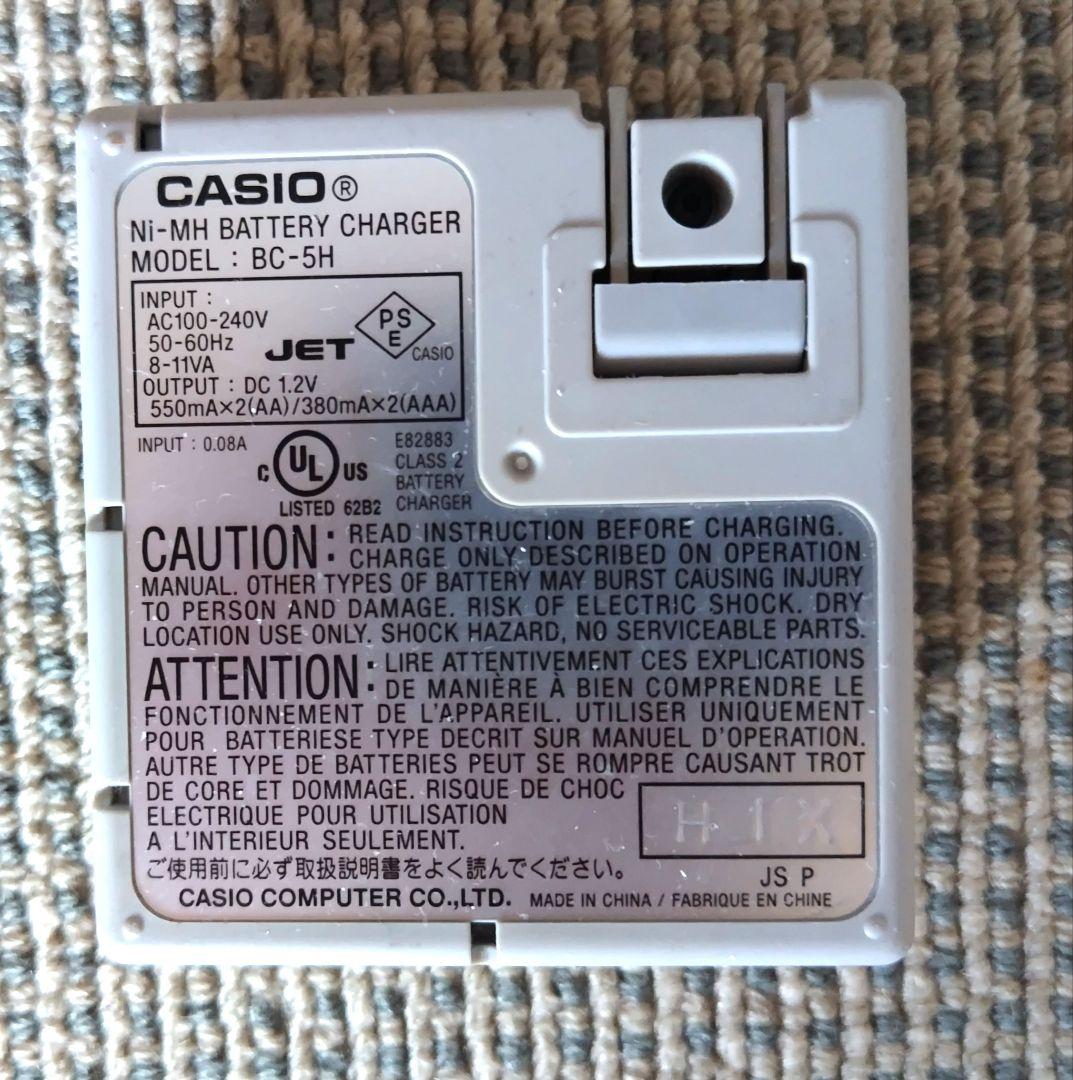 CASIO®
Ni-MH BATTERY CHARGER
MODEL : BC-5H
INPUT :
AC100-240V
50-60Hz
8-11VA
JET
PS
E
CASIO
OUTPUT : DC 1.2V
550mA×2(AA)/380mA×2(AAA)
INPUT : 0.08A
C UL US
LISTED 62B2
E82883
CLASS 2
BATTERY
CHARGER
CAUTION : READ INSTRUCTION BEFORE CHARGING.
CHARGE ONLY DESCRIBED ON OPERATION
MANUAL. OTHER TYPES OF BATTERY MAY BURST CAUSING INJURY
TO PERSON AND DAMAGE. RISK OF ELECTRIC SHOCK. DRY
LOCATION USE ONLY. SHOCK HAZARD, NO SERVICEABLE PARTS.
ATTENTION : LIRE ATTENTIVEMENT CES EXPLICATIONS
DE MANIÈRE À BIEN COMPRENDRE LE
FONCTIONNEMENT DE L'APPAREIL. UTILISER UNIQUEMENT
POUR BATTERIESE TYPE DECRIT SUR MANUEL D'OPERATION.
AUTRE TYPE DE BATTERIES PEUT SE ROMPRE CAUSANT TROT
DE CORE ET DOMMAGE. RISQUE DE CHOC
ELECTRIQUE POUR UTILISATION
A L'INTERIEUR SEULEMENT.
H 1 X
ご使用前に必ず取扱説明書をよく読んでください。
JS P
CASIO COMPUTER CO.,LTD. MADE IN CHINA / FABRIQUE EN CHINE